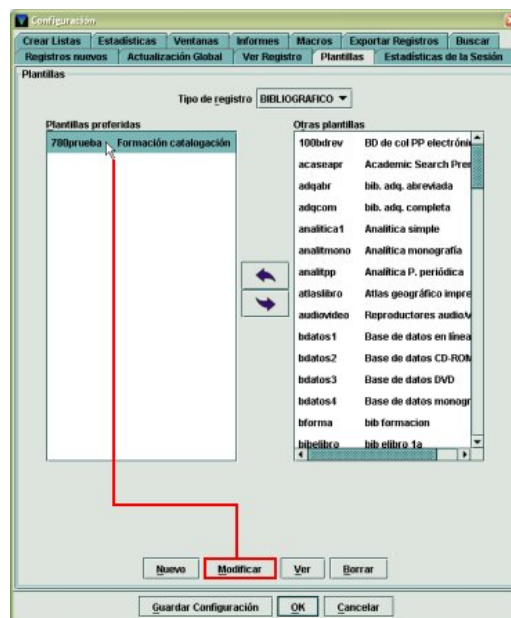 Configuración
Crear Listas Estadísticas Ventanas Informes Macros Exportar Registros Buscar
Registros nuevos Actualización Global Ver Registro Plantillas Estadísticas de la Sesión
Plantillas
Tipo de registro BIBLIOGRAFICO
Plantillas preferidas
780prueba Formación catalogación
Otras plantillas
100bdrev BD de col PP electróni
acaseapr Academic Search Prer
adqabr bib. adq. abreviada
adqcom bib. adq. completa
analitica1 Analítica simple
analitmono Analítica monografía
analitpp Analítica P. periódica
atlaslibro Atlas geográfico impre
audiovideo Reproductores audio/v
bdatos1 Base de datos en línea
bdatos2 Base de datos CD-ROM
bdatos3 Base de datos DVD
bdatos4 Base de datos monogr
bforma bib formacion
bibelibro bib elibro 1a
Nuevo Modificar Ver Borrar
Guardar Configuración OK Cancelar